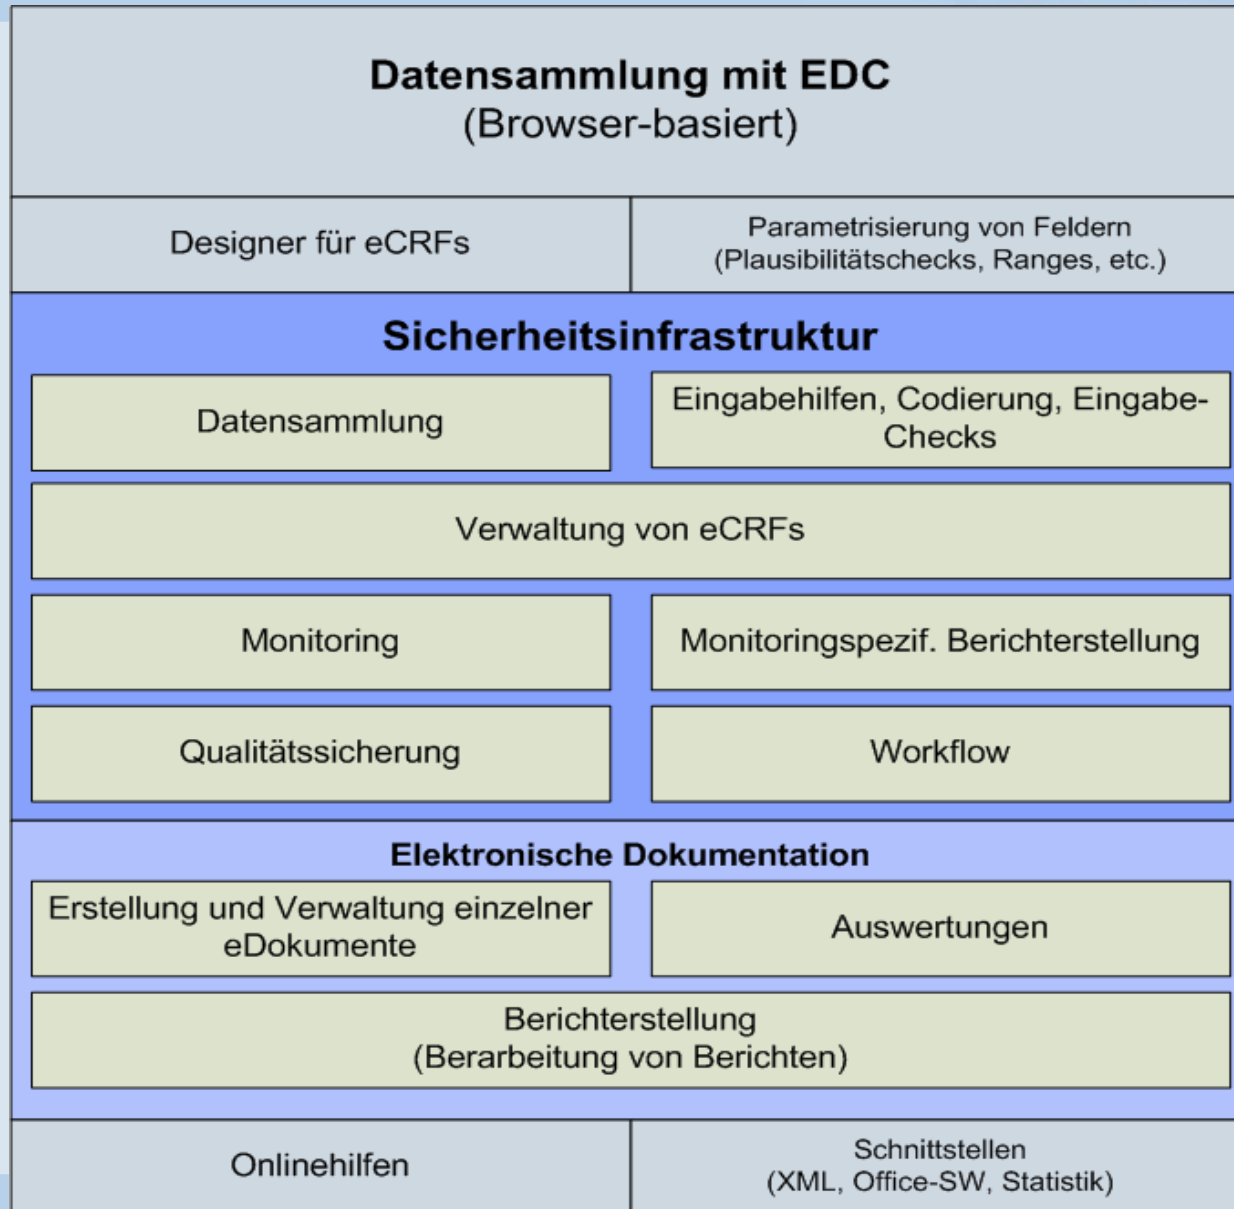 Datensammlung mit EDC
(Browser-basiert)
Designer für eCRFs
Parametrisierung von Feldern
(Plausibilitätschecks, Ranges, etc.)
Sicherheitsinfrastruktur
Datensammlung
Eingabehilfen, Codierung, Eingabe-
Checks
Verwaltung von eCRFs
Monitoring
Monitoringspezif. Berichterstellung
Qualitätssicherung
Workflow
Elektronische Dokumentation
Erstellung und Verwaltung einzelner
eDokumente
Auswertungen
Berichterstellung
(Berarbeitung von Berichten)
Onlinehilfen
Schnittstellen
(XML, Office-SW, Statistik)